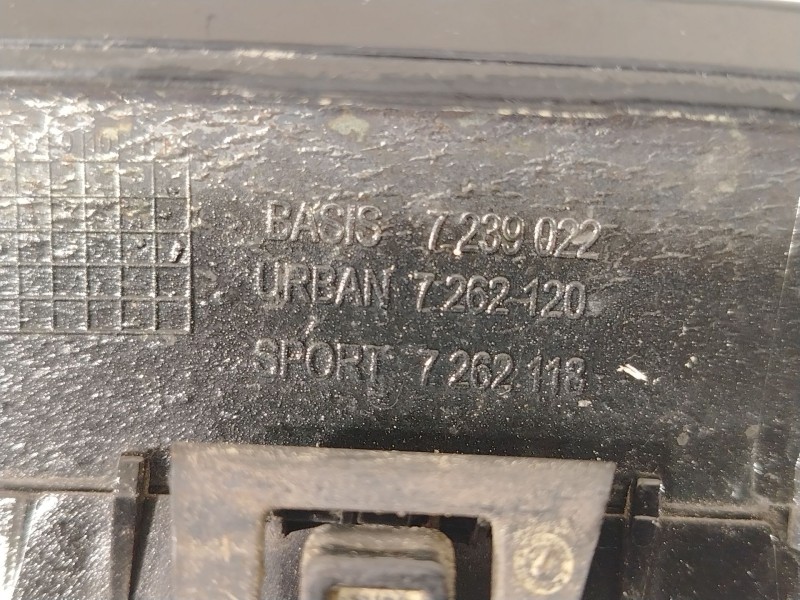 BASIS 7 239 022
URBAN 7 262 120
SPORT 7 262 118